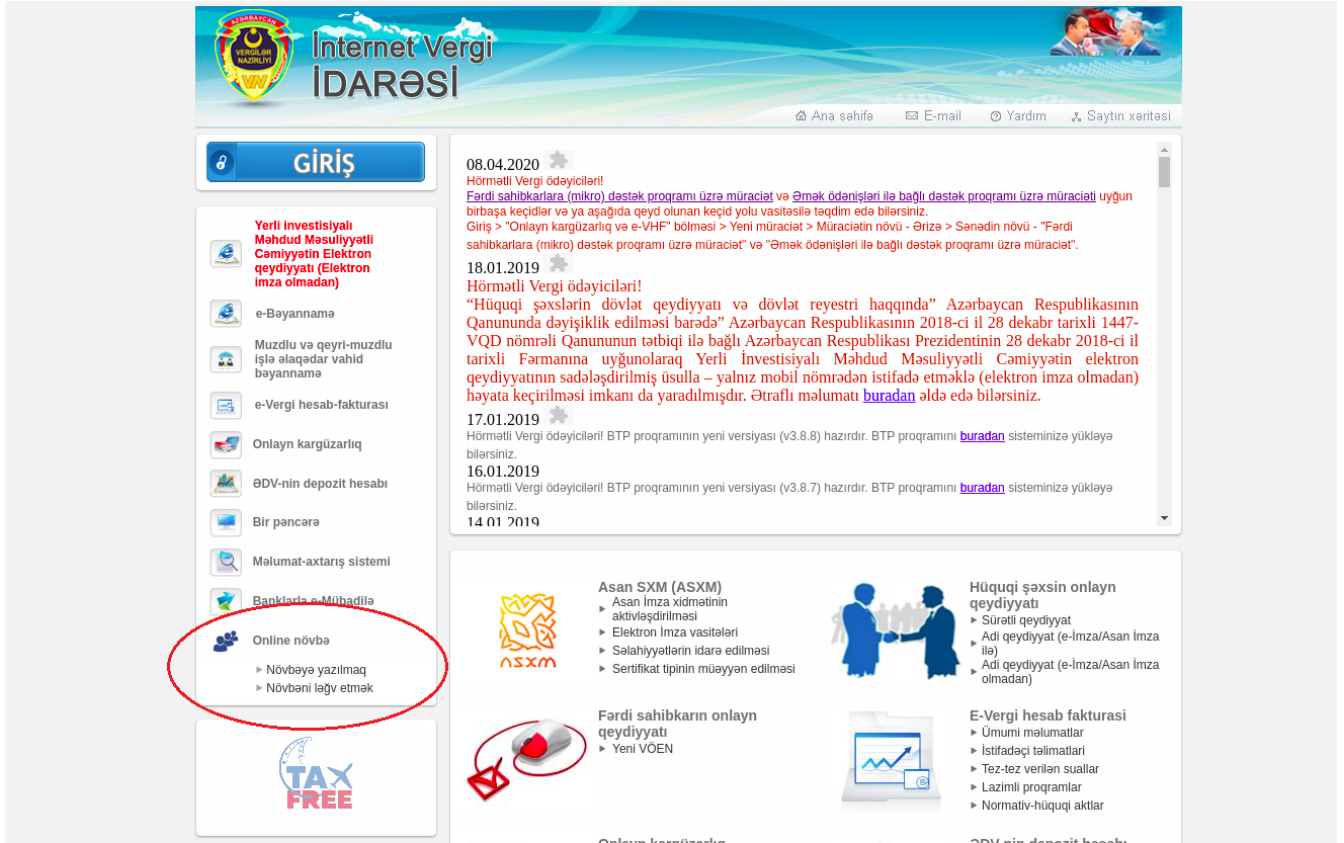 AZƏRBAYCAN
VERGİLƏR
NAZİRLİYİ
VN
İnternet Vergi
İDARƏSİ
Ana səhifə E-mail Yardım Saytın xəritəsi
GİRİŞ
Yerli investisiyalı
Məhdud Məsuliyyətli
Cəmiyyətin Elektron
qeydiyyatı (Elektron
imza olmadan)
e-Bəyannamə
Muzdlu və qeyri-muzdlu
işlə əlaqədar vahid
bəyannamə
e-Vergi hesab-fakturası
Onlayn kargüzarlıq
ƏDV-nin depozit hesabı
Bir pəncərə
Məlumat-axtarış sistemi
Banklarla e-Mübadilə
Online növbə
Növbəyə yazılmaq
Növbəni ləğv etmək
TAX
FREE
08.04.2020
Hörmətli Vergi ödəyiciləri!
Fərdi sahibkarlara (mikro) dəstək proqramı üzrə müraciət və Əmək ödənişləri ilə bağlı dəstək proqramı üzrə müraciəti uyğun
birbaşa keçidlər və ya aşağıda qeyd olunan keçid yolu vasitəsilə təqdim edə bilərsiniz.
Giriş > "Onlayn kargüzarlıq və e-VHF" bölməsi > Yeni müraciət > Müraciətin növü - Ərizə > Sənədin növü - "Fərdi
sahibkarlara (mikro) dəstək proqramı üzrə müraciət" və "Əmək ödənişləri ilə bağlı dəstək proqramı üzrə müraciət".
18.01.2019
Hörmətli Vergi ödəyiciləri!
“Hüquqi şəxslərin dövlət qeydiyyatı və dövlət reyestri haqqında” Azərbaycan Respublikasının
Qanununda dəyişiklik edilməsi barədə” Azərbaycan Respublikasının 2018-ci il 28 dekabr tarixli 1447-
VQD nömrəli Qanununun tətbiqi ilə bağlı Azərbaycan Respublikası Prezidentinin 28 dekabr 2018-ci il
tarixli Fərmanına uyğunolaraq Yerli İnvestisiyalı Məhdud Məsuliyyətli Cəmiyyətin elektron
qeydiyyatının sadələşdirilmiş üsulla – yalnız mobil nömrədən istifadə etməklə (elektron imza olmadan)
həyata keçirilməsi imkanı da yaradılmışdır. Ətraflı məlumatı buradan əldə edə bilərsiniz.
17.01.2019
Hörmətli Vergi ödəyiciləri! BTP proqramının yeni versiyası (v3.8.8) hazırdır. BTP proqramını buradan sisteminizə yükləyə
bilərsiniz.
16.01.2019
Hörmətli Vergi ödəyiciləri! BTP proqramının yeni versiyası (v3.8.7) hazırdır. BTP proqramını buradan sisteminizə yükləyə
bilərsiniz.
14.01.2019
ASXM
Asan SXM (ASXM)
Asan İmza xidmətinin
aktivləşdirilməsi
Elektron İmza vasitələri
Səlahiyyətlərin idarə edilməsi
Sertifikat tipinin müəyyən edilməsi
Hüquqi şəxsin onlayn
qeydiyyatı
Sürətli qeydiyyat
Adi qeydiyyat (e-İmza/Asan İmza
ilə)
Adi qeydiyyat (e-İmza/Asan İmza
olmadan)
Fərdi sahibkarın onlayn
qeydiyyatı
Yeni VÖEN
E-Vergi hesab fakturasi
Ümumi məlumatlar
İstifadəçi təlimatlari
Tez-tez verilən suallar
Lazimli proqramlar
Normativ-hüquqi aktlar
Onlayn kargüzarlıq
ƏDV-nin depozit hesabı